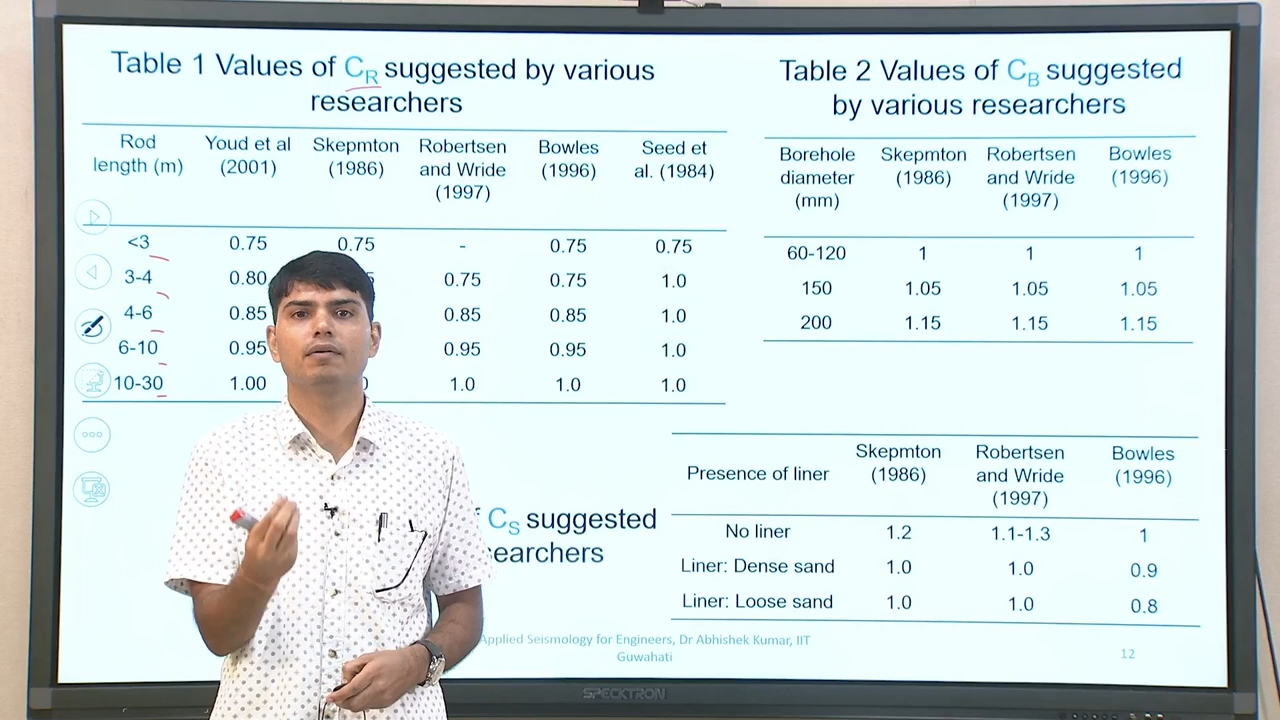 Table 1 Values of CR suggested by various
researchers
Rod
length (m)
Youd et al
(2001)
Skepmton
(1986)
Robertsen
and Wride
(1997)
Bowles
(1996)
Seed et
al. (1984)
<3 0.75 0.75 - 0.75 0.75
3-4 0.80 5 0.75 0.75 1.0
4-6 0.85 0.85 0.85 1.0
6-10 0.95 0.95 0.95 1.0
10-30 1.00 0 1.0 1.0 1.0
Table 2 Values of CB suggested
by various researchers
Borehole
diameter
(mm)
Skepmton
(1986)
Robertsen
and Wride
(1997)
Bowles
(1996)
60-120 1 1 1
150 1.05 1.05 1.05
200 1.15 1.15 1.15
CS suggested
searchers
Presence of liner
Skepmton
(1986)
Robertsen
and Wride
(1997)
Bowles
(1996)
No liner 1.2 1.1-1.3 1
Liner: Dense sand 1.0 1.0 0.9
Liner: Loose sand 1.0 1.0 0.8
Applied Seismology for Engineers, Dr Abhishek Kumar, IIT
Guwahati
12
SPECKTRON